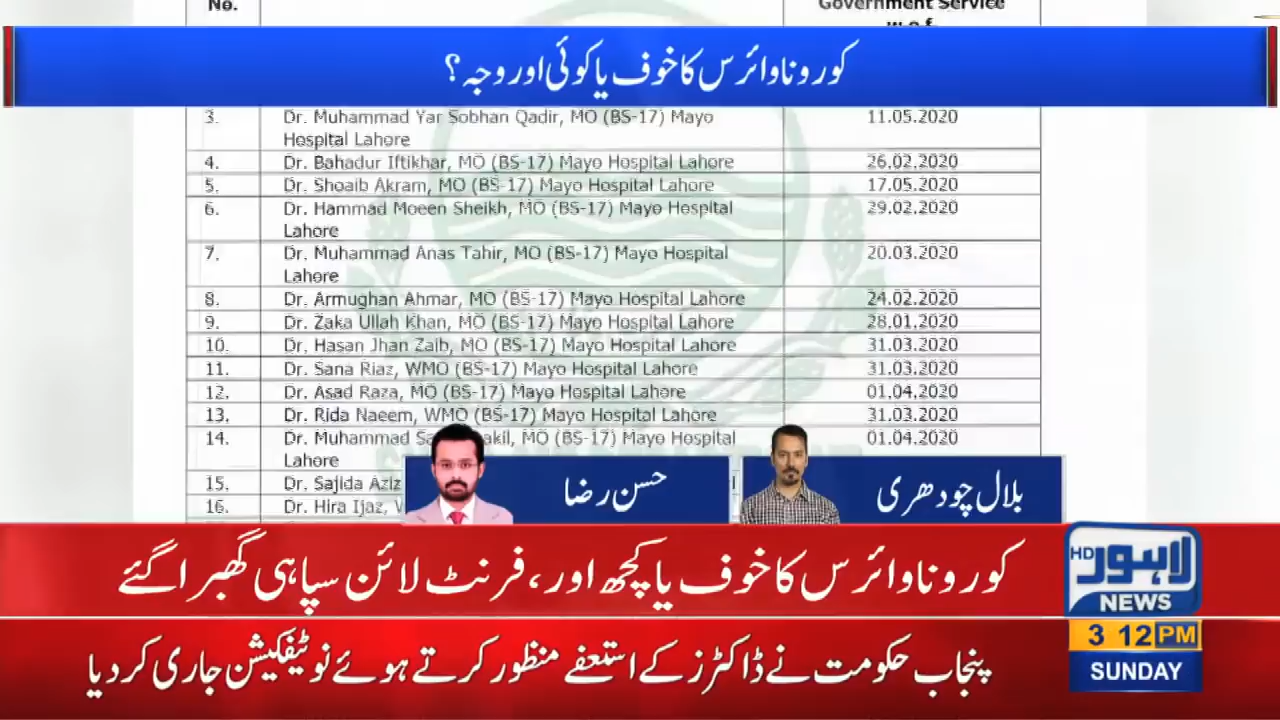 No.
Government Service
w.e.f
کورونا وائرس کا خوف یا کوئی اور وجہ؟
3. Dr. Muhammad Yar Sobhan Qadir, MO (BS-17) Mayo 11.05.2020
Hospital Lahore
4. Dr. Bahadur Iftikhar, MO (BS-17) Mayo Hospital Lahore 26.02.2020
5. Dr. Shoaib Akram, MO (BS-17) Mayo Hospital Lahore 17.05.2020
6. Dr. Hammad Moeen Sheikh, MO (BS-17) Mayo Hospital 29.02.2020
Lahore
7. Dr. Muhammad Anas Tahir, MO (BS-17) Mayo Hospital 20.03.2020
Lahore
8. Dr. Armughan Ahmar, MO (BS-17) Mayo Hospital Lahore 24.02.2020
9. Dr. Zaka Ullah Khan, MO (BS-17) Mayo Hospital Lahore 28.01.2020
10. Dr. Hasan Jhan Zaib, MO (BS-17) Mayo Hospital Lahore 31.03.2020
11. Dr. Sana Riaz, WMO (BS-17) Mayo Hospital Lahore 31.03.2020
12. Dr. Asad Raza, MO (BS-17) Mayo Hospital Lahore 01.04.2020
13. Dr. Rida Naeem, WMO (BS-17) Mayo Hospital Lahore 31.03.2020
14. Dr. Muhammad MO (BS-17) Mayo Hospital 01.04.2020
Lahore
15. Dr. Sajida Aziz
16. Dr. Hira Ijaz,
حسن رضا
بلال چودھری
کورونا وائرس کا خوف یا کچھ اور، فرنٹ لائن سپاہی گھبرا گئے
پنجاب حکومت نے ڈاکٹرز کے استعفے منظور کرتے ہوئے نوٹیفکیشن جاری کر دیا
HD لاہور
NEWS
3 12 PM
SUNDAY